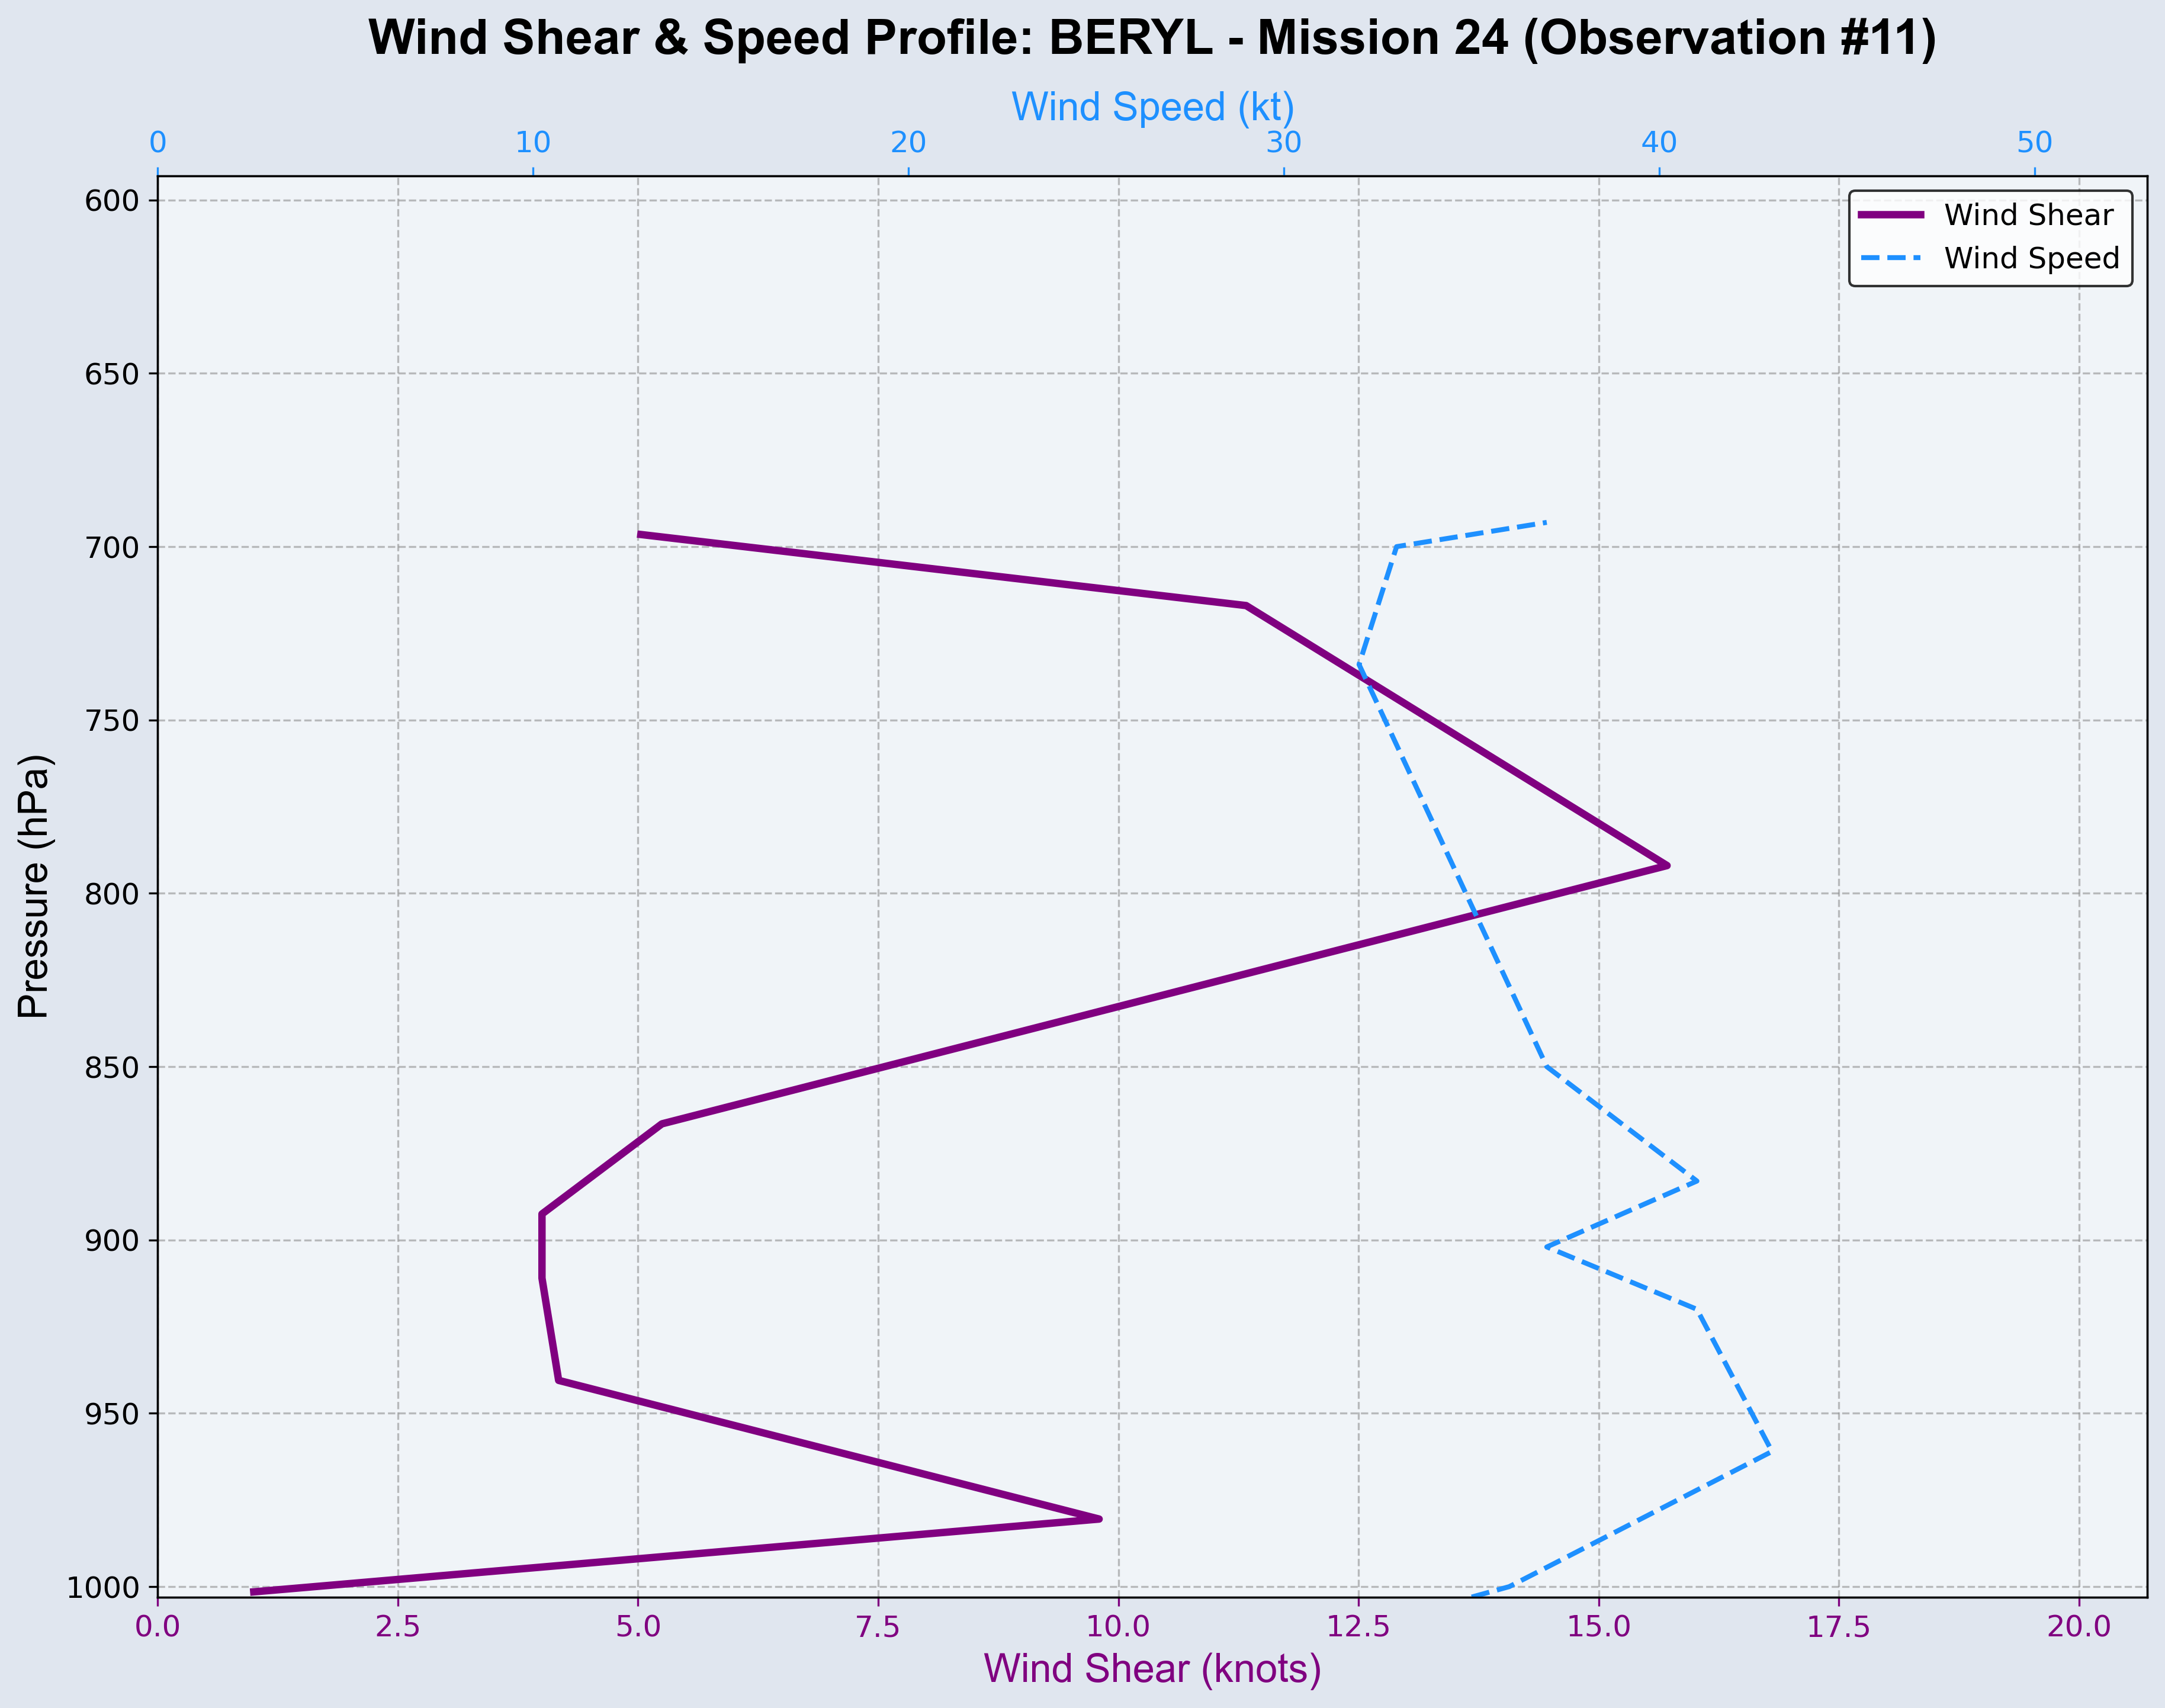 Wind Shear & Speed Profile: BERYL - Mission 24 (Observation #11)
Wind Speed (kt)
0 10 20 30 40 50
Wind Shear
Wind Speed
Pressure (hPa)
600
650
700
750
800
850
900
950
1000
0.0 2.5 5.0 7.5 10.0 12.5 15.0 17.5 20.0
Wind Shear (knots)